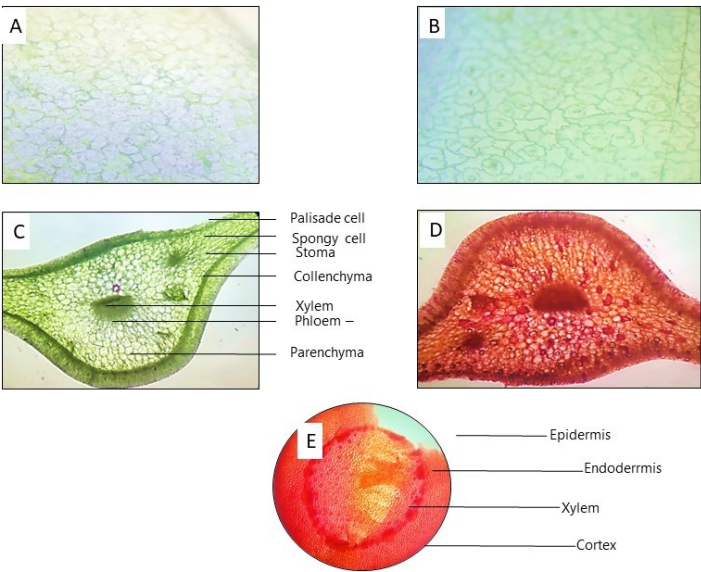 A
B
C
Palisade cell
Spongy cell
Stoma
Collenchyma
Xylem
Phloem –
Parenchyma
D
E
Epidermis
Endoderrmis
Xylem
Cortex